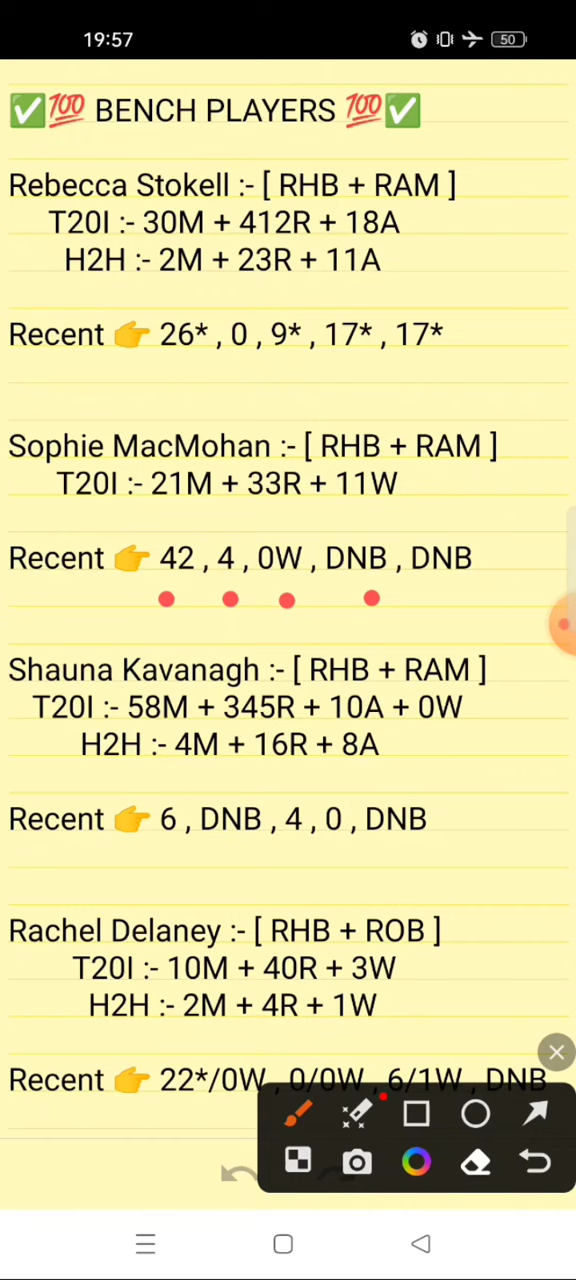 19:57
50
✅💯 BENCH PLAYERS 💯✅
Rebecca Stokell :- [ RHB + RAM ]
T20I :- 30M + 412R + 18A
H2H :- 2M + 23R + 11A
Recent 👉 26* , 0 , 9* , 17* , 17*
Sophie MacMohan :- [ RHB + RAM ]
T20I :- 21M + 33R + 11W
Recent 👉 42 , 4 , 0W , DNB , DNB
Shauna Kavanagh :- [ RHB + RAM ]
T20I :- 58M + 345R + 10A + 0W
H2H :- 4M + 16R + 8A
Recent 👉 6 , DNB , 4 , 0 , DNB
Rachel Delaney :- [ RHB + ROB ]
T20I :- 10M + 40R + 3W
H2H :- 2M + 4R + 1W
Recent 👉 22*/0W , 0/0W , 6/1W , DNB